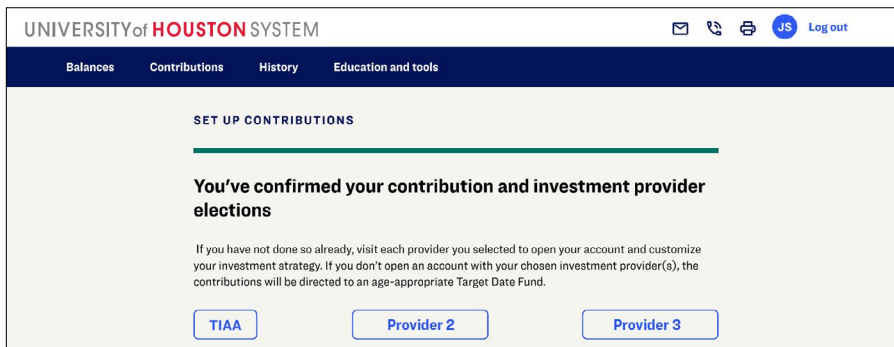 UNIVERSITY of HOUSTON SYSTEM JS Log out
Balances Contributions History Education and tools
SET UP CONTRIBUTIONS
You've confirmed your contribution and investment provider
elections
If you have not done so already, visit each provider you selected to open your account and customize
your investment strategy. If you don't open an account with your chosen investment provider(s), the
contributions will be directed to an age-appropriate Target Date Fund.
TIAA Provider 2 Provider 3